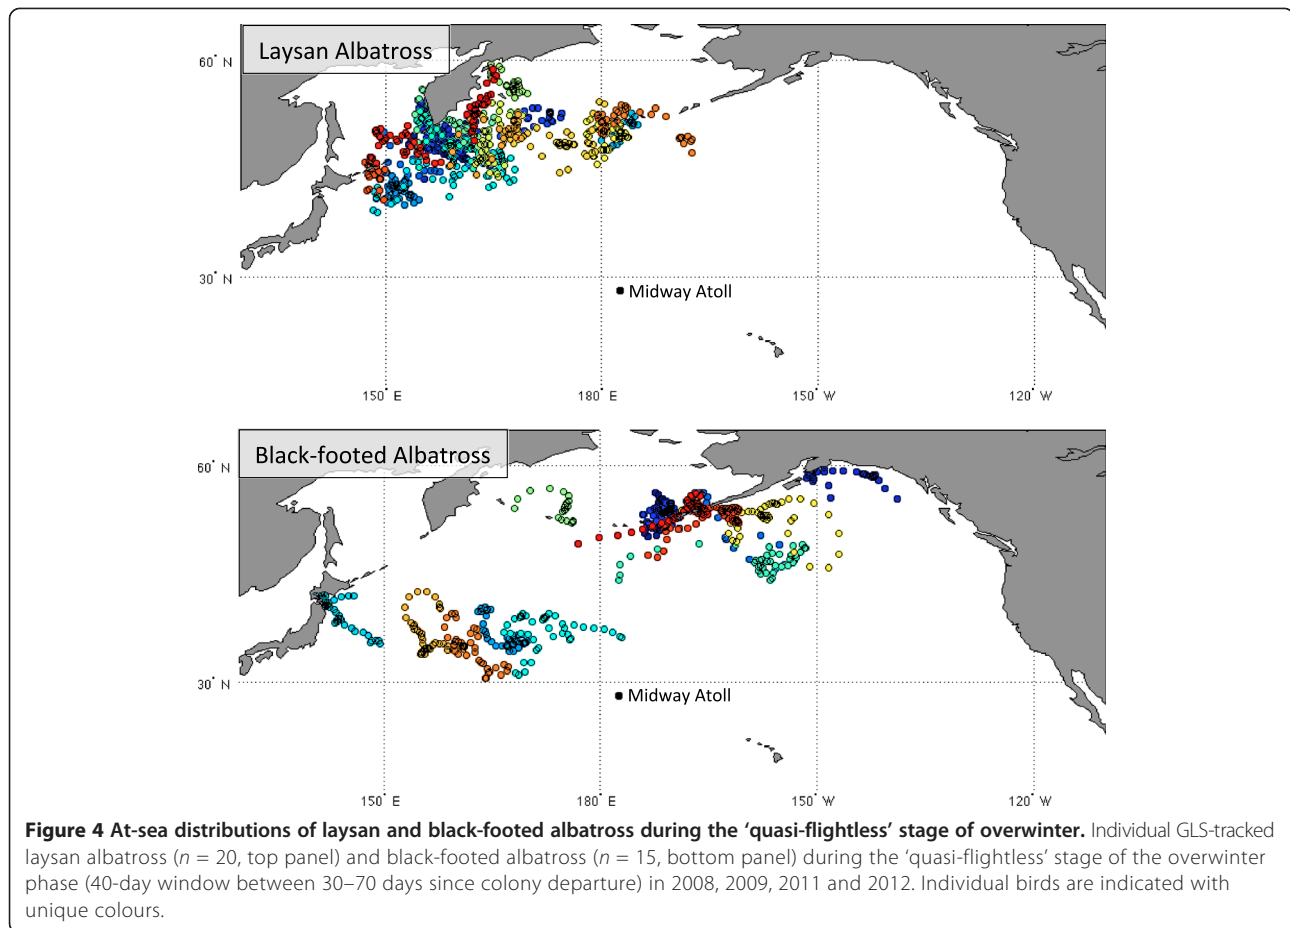 Laysan Albatross
60° N
30° N
Midway Atoll
150° E
180° E
150° W
120° W
Black-footed Albatross
60° N
30° N
Midway Atoll
150° E
180° E
150° W
120° W
Figure 4 At-sea distributions of laysan and black-footed albatross during the ‘quasi-flightless’ stage of overwinter. Individual GLS-tracked
laysan albatross (n = 20, top panel) and black-footed albatross (n = 15, bottom panel) during the ‘quasi-flightless’ stage of the overwinter
phase (40-day window between 30–70 days since colony departure) in 2008, 2009, 2011 and 2012. Individual birds are indicated with
unique colours.